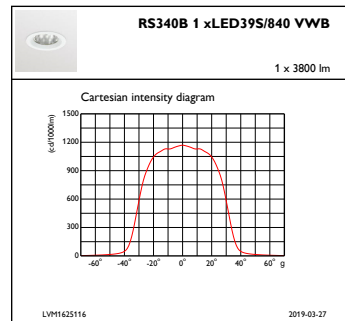 RS340B 1 xLED39S/840 VWB
1 x 3800 lm
Cartesian intensity diagram
(cd/1000lm)
1500
1200
900
600
300
0
-60° -40° -20° 0° 20° 40° 60° g
LVM1625116 2019-03-27